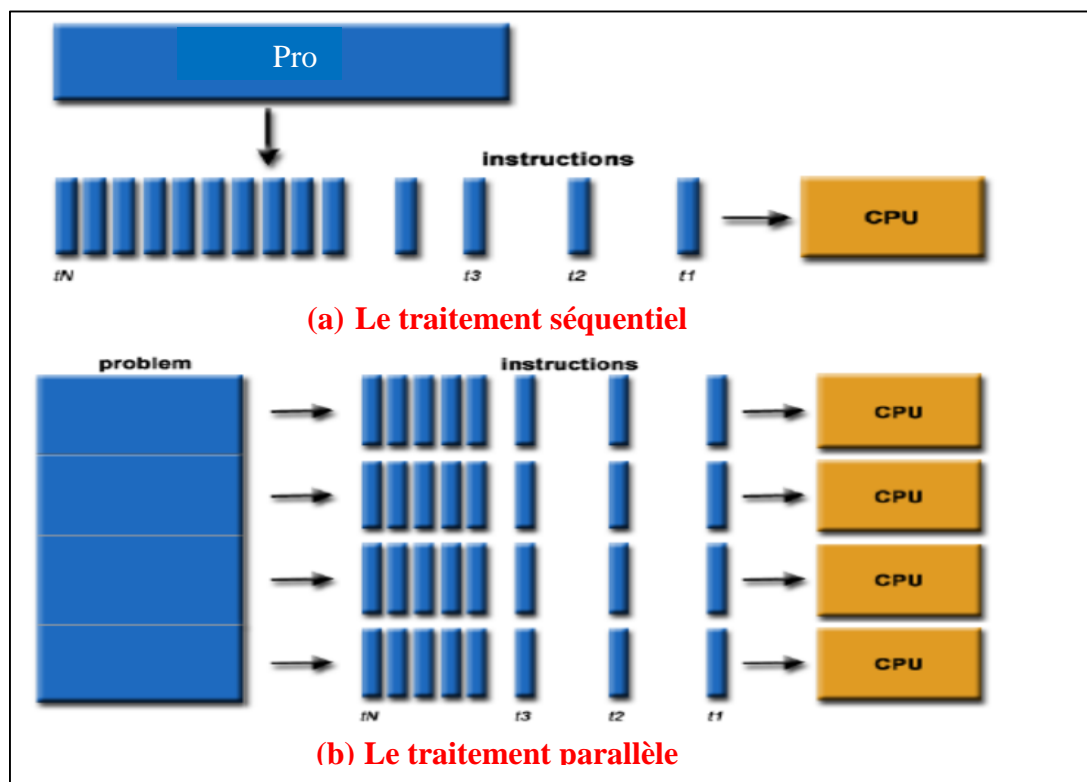 Pro
instructions
CPU
tN t3 t2 t1
(a) Le traitement séquentiel
problem instructions
CPU
CPU
CPU
CPU
tN t3 t2 t1
(b) Le traitement parallèle